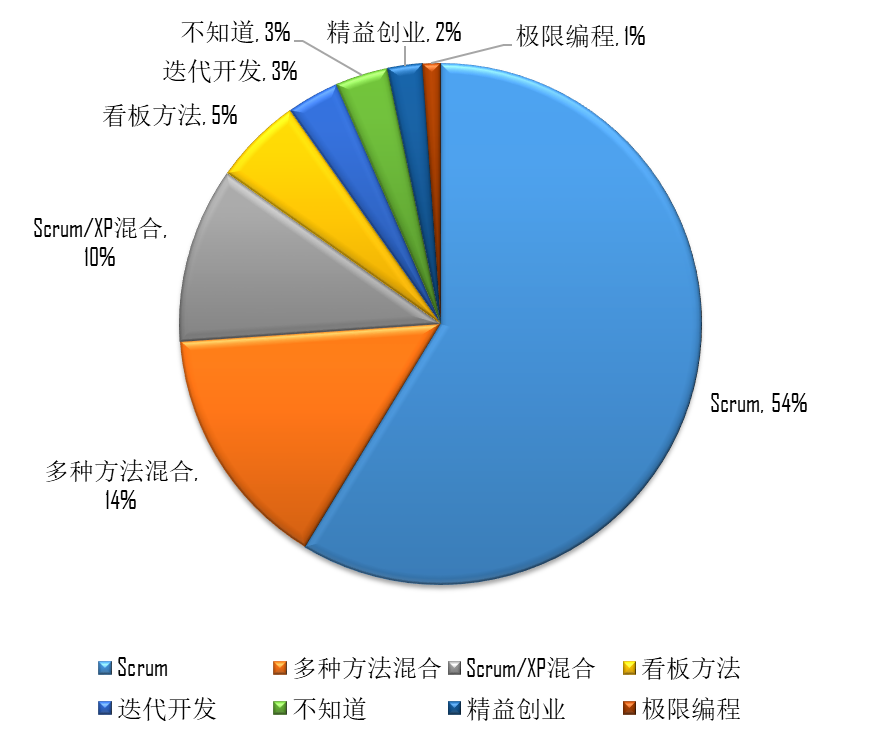 不知道, 3%
精益创业, 2%
极限编程, 1%
迭代开发, 3%
看板方法, 5%
Scrum/XP混合,
10%
Scrum, 54%
多种方法混合,
14%
Scrum
多种方法混合
Scrum/XP混合
看板方法
迭代开发
不知道
精益创业
极限编程